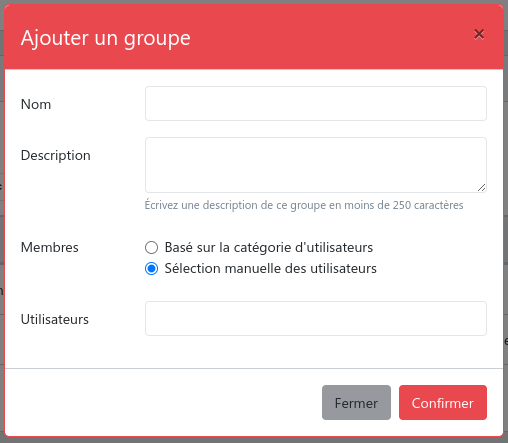 Ajouter un groupe ×
Nom
Description
Écrivez une description de ce groupe en moins de 250 caractères
Membres
Basé sur la catégorie d'utilisateurs
Sélection manuelle des utilisateurs
Utilisateurs
Fermer Confirmer